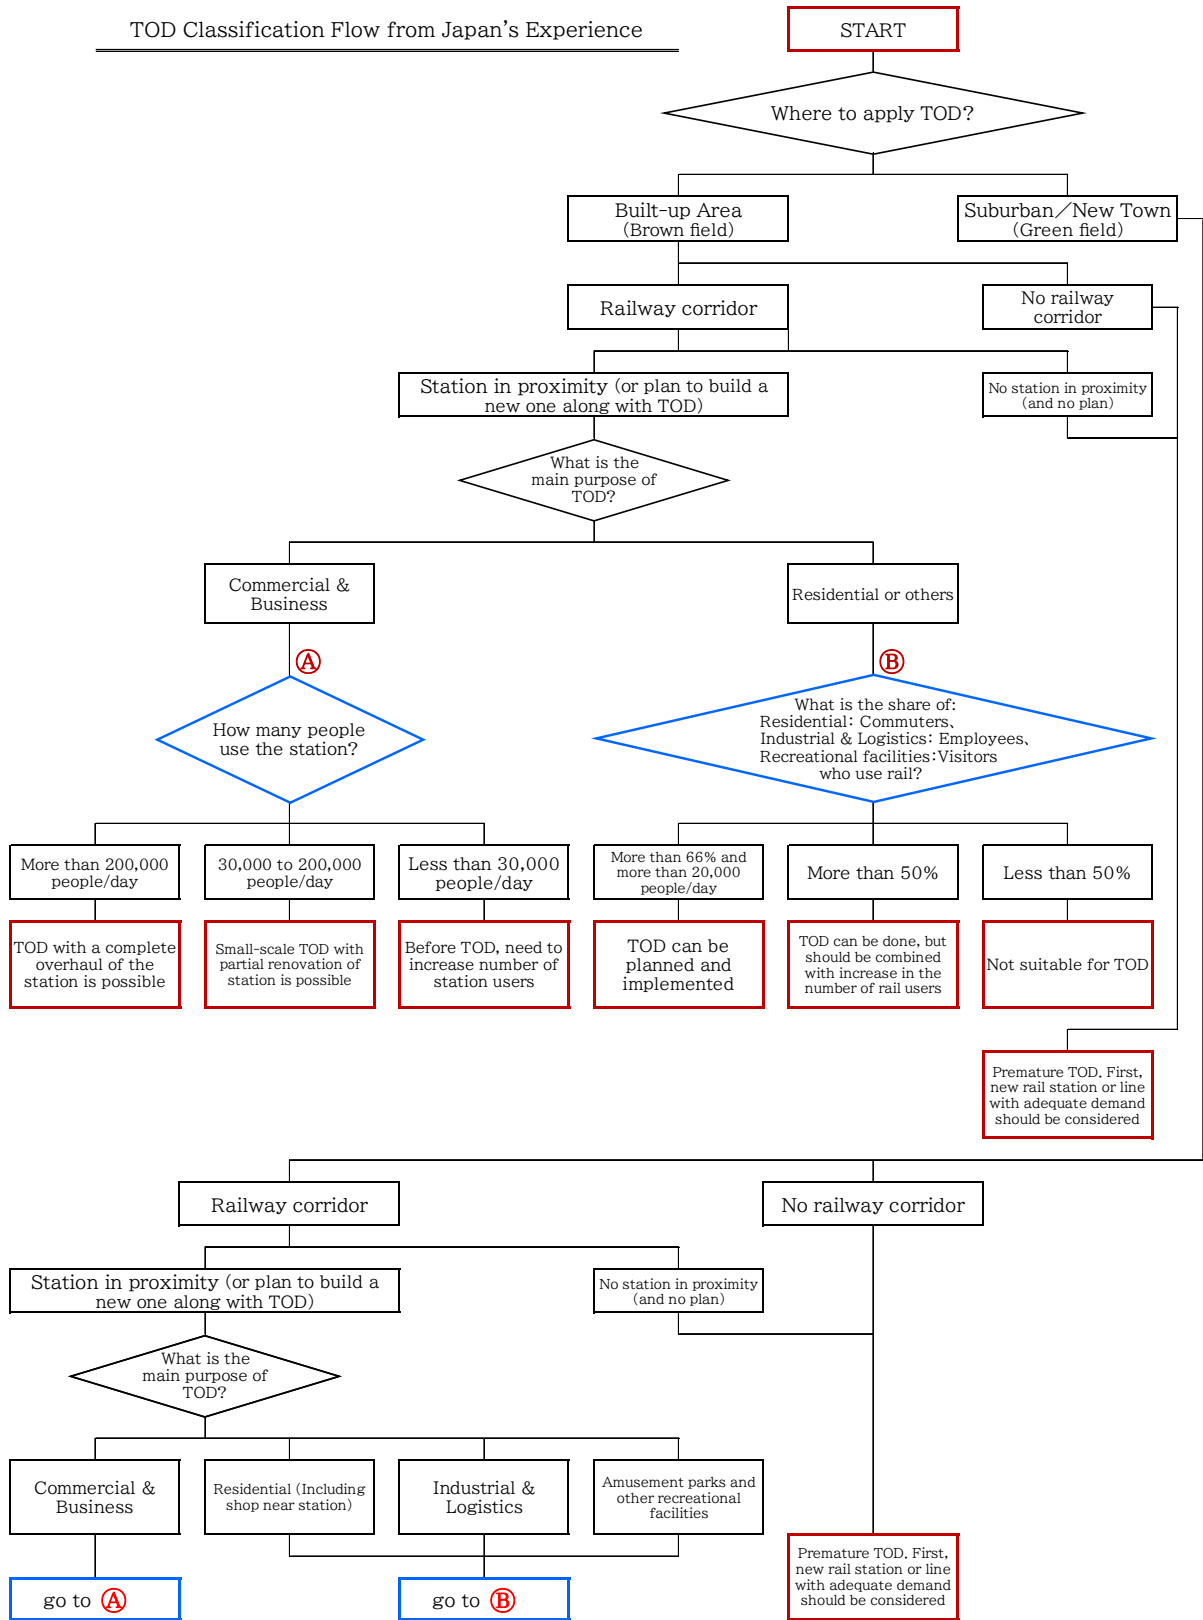 TOD Classification Flow from Japan’s Experience
START
Where to apply TOD?
Built-up Area
(Brown field)
Suburban／New Town
(Green field)
Railway corridor
No railway
corridor
Station in proximity (or plan to build a
new one along with TOD)
No station in proximity
(and no plan)
What is the
main purpose of
TOD?
Commercial &
Business
Residential or others
Ⓐ
Ⓑ
How many people
use the station?
What is the share of:
Residential: Commuters、
Industrial & Logistics: Employees、
Recreational facilities:Visitors
who use rail?
More than 200,000
people/day
30,000 to 200,000
people/day
Less than 30,000
people/day
More than 66% and
more than 20,000
people/day
More than 50%
Less than 50%
TOD with a complete
overhaul of the
station is possible
Small-scale TOD with
partial renovation of
station is possible
Before TOD, need to
increase number of
station users
TOD can be
planned and
implemented
TOD can be done, but
should be combined
with increase in the
number of rail users
Not suitable for TOD
Premature TOD. First,
new rail station or line
with adequate demand
should be considered
Railway corridor
No railway corridor
Station in proximity (or plan to build a
new one along with TOD)
No station in proximity
(and no plan)
What is the
main purpose of
TOD?
Commercial &
Business
Residential (Including
shop near station)
Industrial &
Logistics
Amusement parks and
other recreational
facilities
go to Ⓐ
go to Ⓑ
Premature TOD. First,
new rail station or line
with adequate demand
should be considered